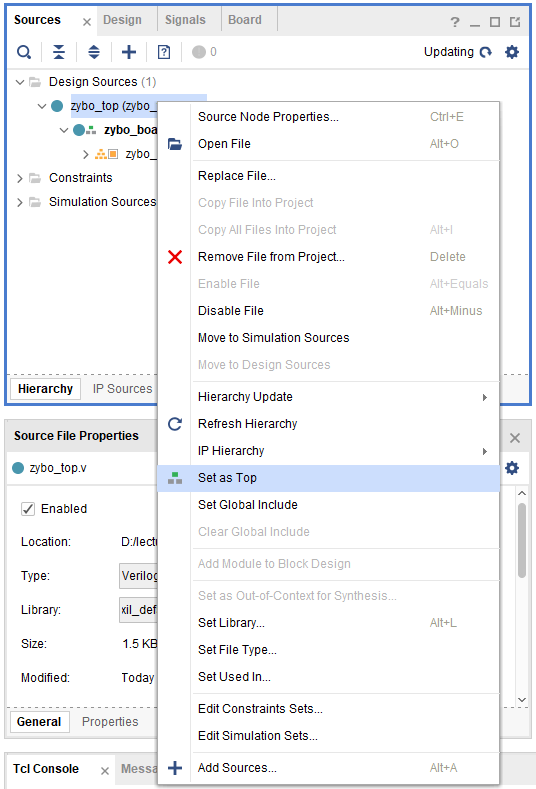 Sources × Design Signals Board ? _
0 Updating
Design Sources (1)
zybo_top (zybo_
zybo_boa
zybo_
Constraints
Simulation Sources
Hierarchy IP Sources
Source Node Properties... Ctrl+E
Open File Alt+O
Replace File...
Copy File Into Project
Copy All Files Into Project Alt+I
Remove File from Project... Delete
Enable File Alt+Equals
Disable File Alt+Minus
Move to Simulation Sources
Move to Design Sources
Hierarchy Update
Refresh Hierarchy
IP Hierarchy
Set as Top
Set Global Include
Clear Global Include
Add Module to Block Design
Set as Out-of-Context for Synthesis...
Set Library... Alt+L
Set File Type...
Set Used In...
Edit Constraints Sets...
Edit Simulation Sets...
Add Sources... Alt+A
Source File Properties
zybo_top.v
Enabled
Location: D:/lectu
Type: Verilog
Library: xil_def
Size: 1.5 KB
Modified: Today
General Properties
Tcl Console × Messa